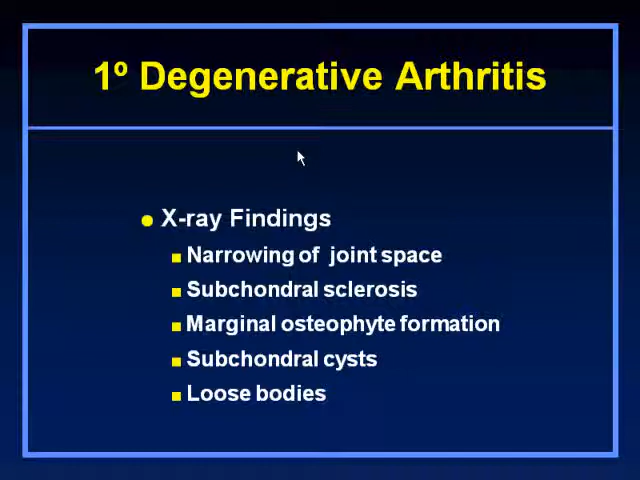 1º Degenerative Arthritis
X-ray Findings
Narrowing of joint space
Subchondral sclerosis
Marginal osteophyte formation
Subchondral cysts
Loose bodies